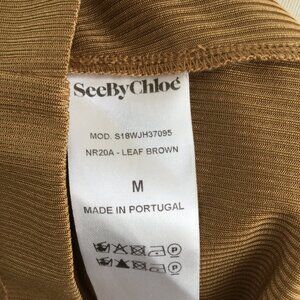 SeeByChloé
MOD. S18WJH37095
NR20A - LEAF BROWN
M
MADE IN PORTUGAL